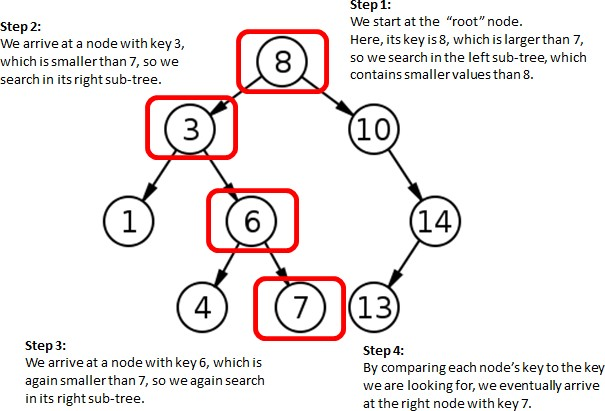 Step 1:
We start at the “root” node.
Here, its key is 8, which is larger than 7,
so we search in the left sub-tree, which
contains smaller values than 8.
Step 2:
We arrive at a node with key 3,
which is smaller than 7, so we
search in its right sub-tree.
8
3
10
1
6
14
4
7
13
Step 3:
We arrive at a node with key 6, which is
again smaller than 7, so we again search
in its right sub-tree.
Step 4:
By comparing each node’s key to the key
we are looking for, we eventually arrive
at the right node with key 7.